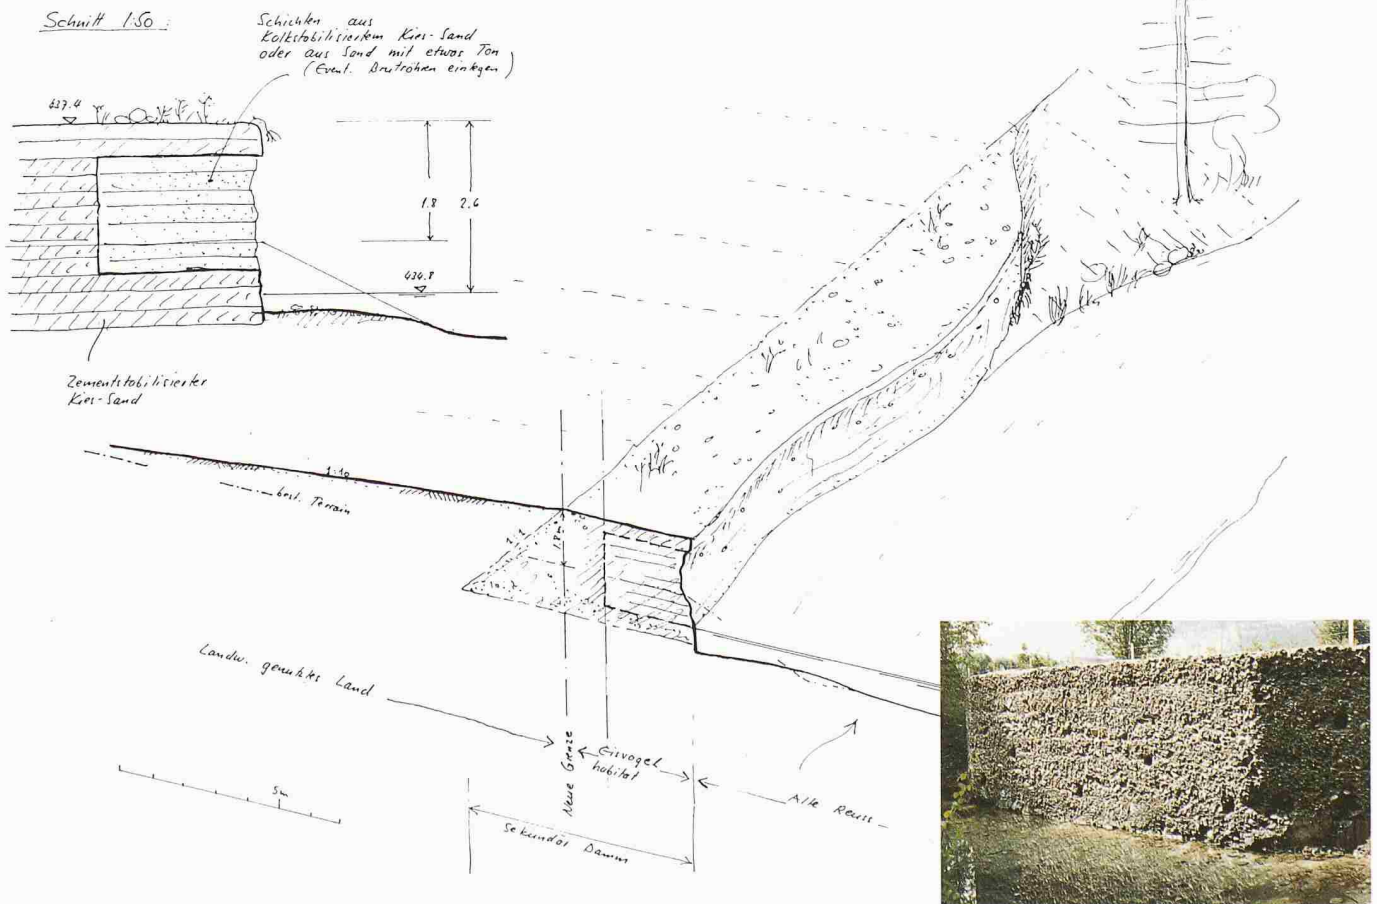 Schnitt 1:50 :
Schichten aus
Kalkstabilisiertem Kies-Sand
oder aus Sand mit etwas Ton
(Event. Brutröhren einlegen)
437.4
1.8
2.6
434.8
Zementstabilisierter
Kies-Sand
1:10
best. Terrain
1.8m
Landw. genutztes Land
Neue Grenze
Eisvogel
habitat
Alte Reuss
5m
Sekundär Damm